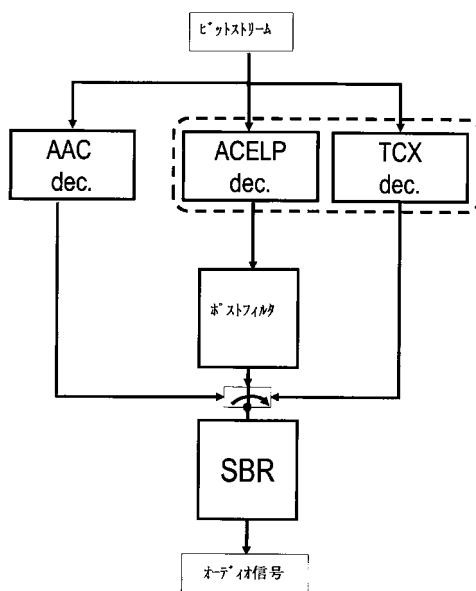 ﾋﾞｯﾄｽﾄﾘｰﾑ
AAC
dec.
ACELP
dec.
TCX
dec.
ﾎﾟｽﾄﾌｨﾙﾀ
SBR
ｵｰﾃﾞｨｵ信号